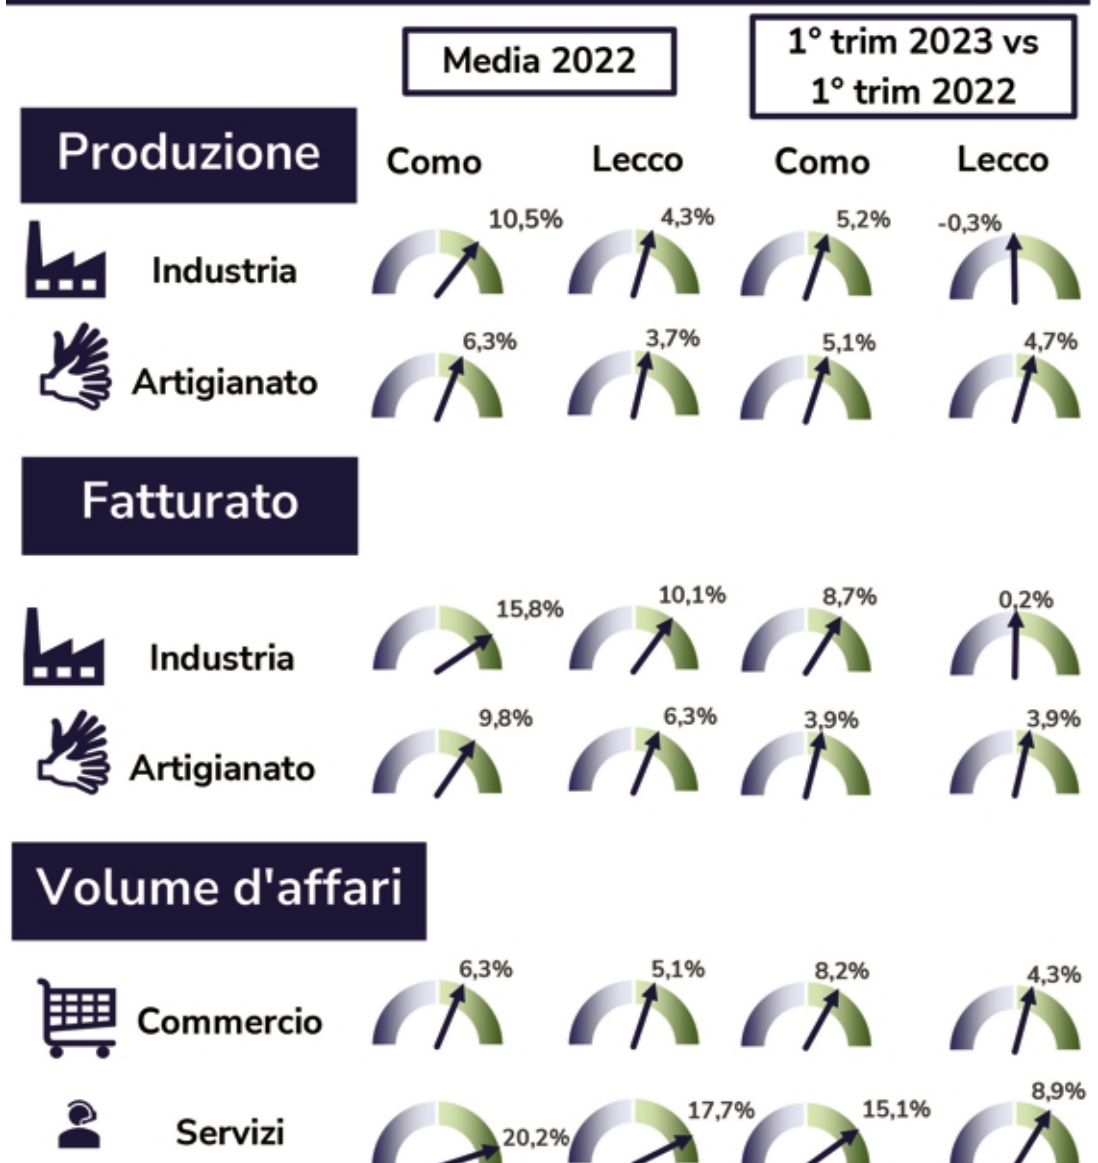 Media 2022
1° trim 2023 vs
1° trim 2022
Produzione
Como Lecco Como Lecco
Industria 10,5% 4,3% 5,2% -0,3%
Artigianato 6,3% 3,7% 5,1% 4,7%
Fatturato
Industria 15,8% 10,1% 8,7% 0,2%
Artigianato 9,8% 6,3% 3,9% 3,9%
Volume d'affari
Commercio 6,3% 5,1% 8,2% 4,3%
Servizi 20,2% 17,7% 15,1% 8,9%